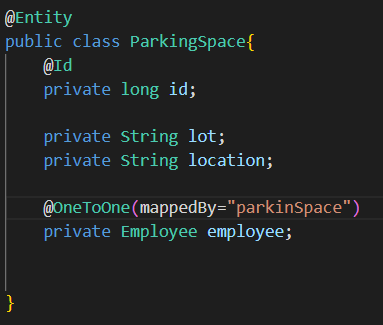 @Entity
public class ParkingSpace{
@Id
private long id;
private String lot;
private String location;
@OneToOne(mappedBy="parkinSpace")
private Employee employee;
}